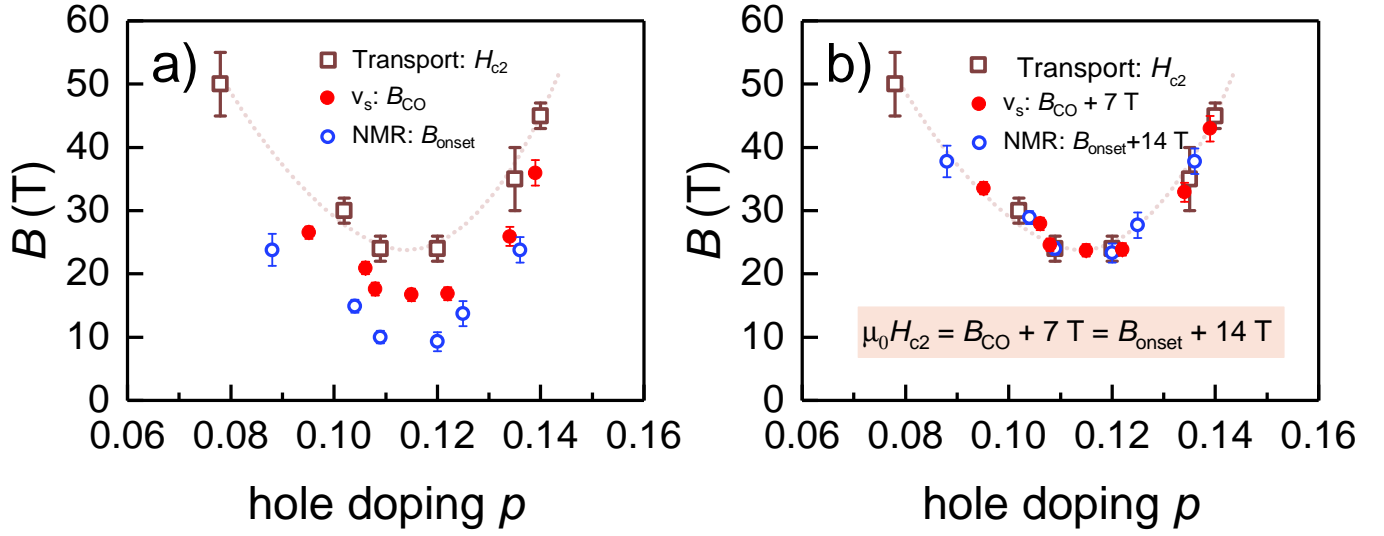 a)
Transport: Hc2
vs: BCO
NMR: Bonset
B (T)
60
50
40
30
20
10
0
0.06 0.08 0.10 0.12 0.14 0.16
hole doping p
b)
Transport: Hc2
vs: BCO + 7 T
NMR: Bonset+14 T
μ0Hc2 = BCO + 7 T = Bonset + 14 T
B (T)
60
50
40
30
20
10
0
0.06 0.08 0.10 0.12 0.14 0.16
hole doping p